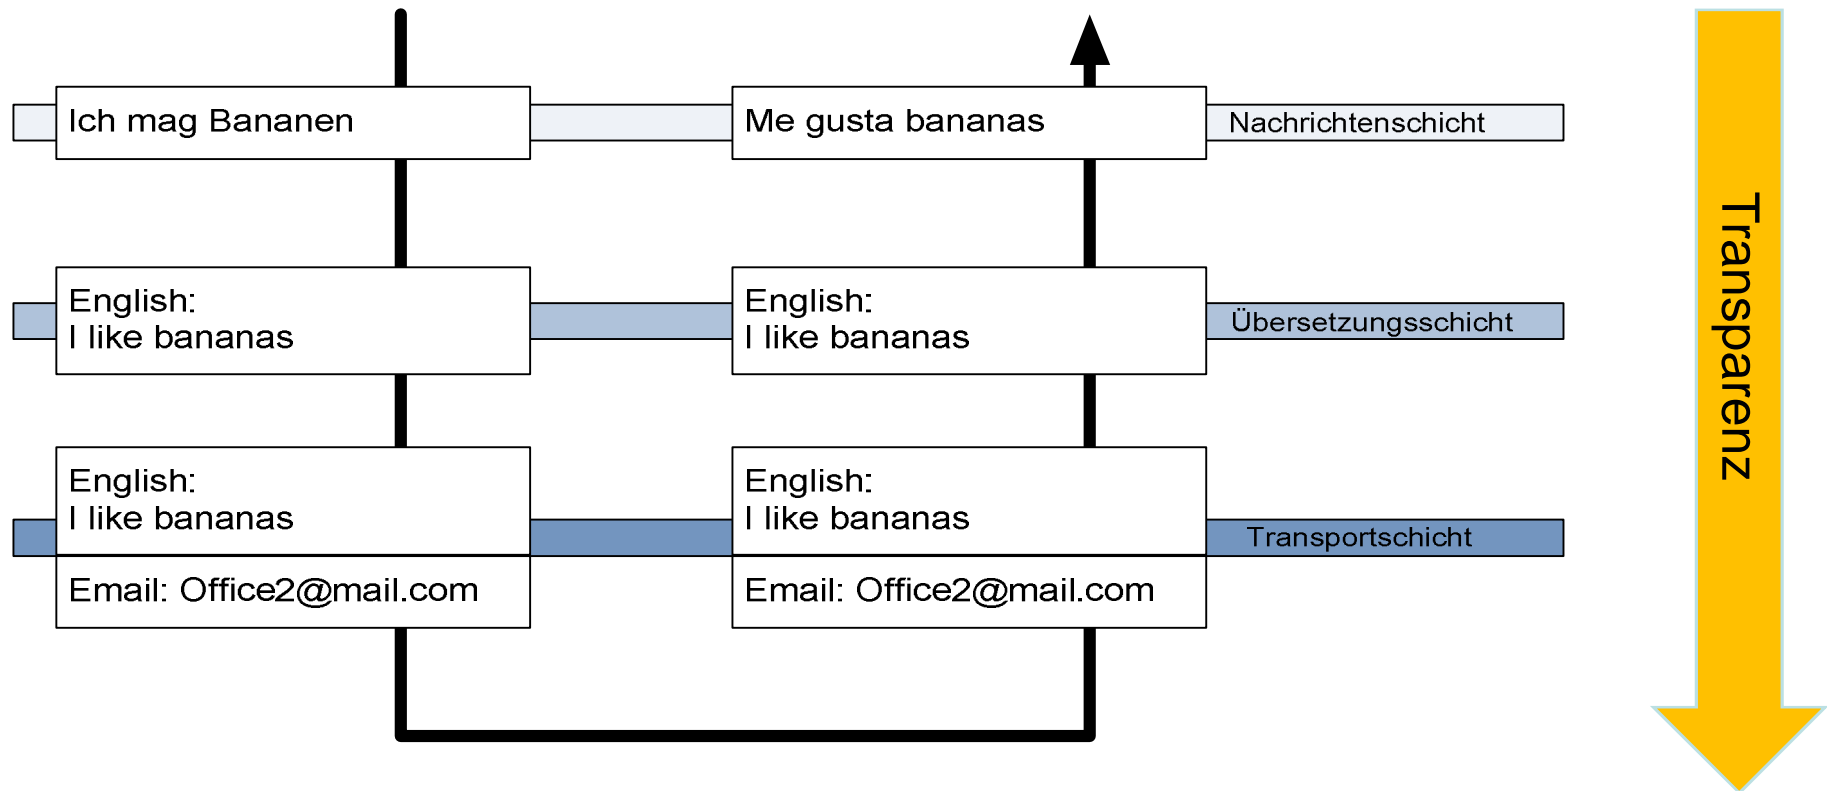 Ich mag Bananen
Me gusta bananas
Nachrichtenschicht
English:
I like bananas
English:
I like bananas
Übersetzungsschicht
English:
I like bananas
Email: Office2@mail.com
English:
I like bananas
Email: Office2@mail.com
Transportschicht
Transparenz